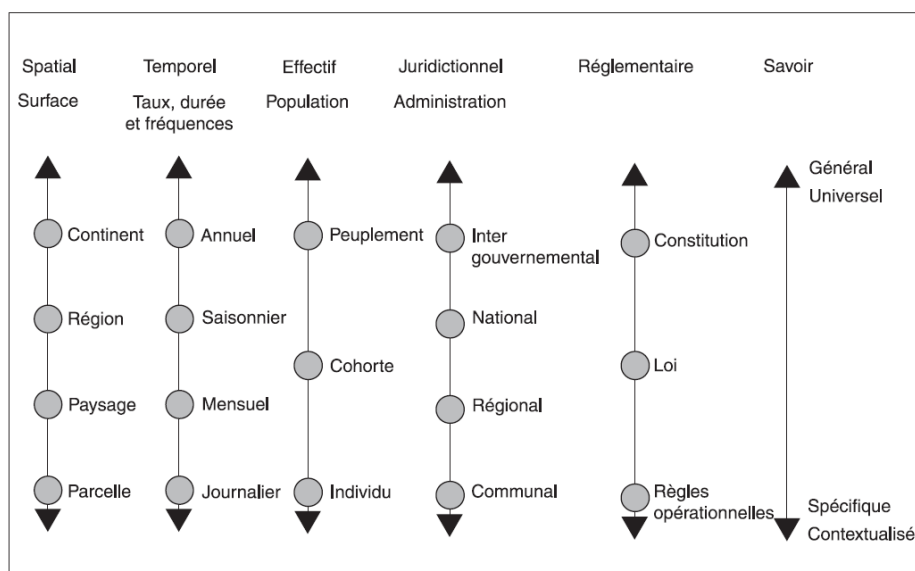 Spatial
Temporel
Effectif
Juridictionnel
Réglementaire
Savoir
Surface
Taux, durée
et fréquences
Population
Administration
Continent
Région
Paysage
Parcelle
Annuel
Saisonnier
Mensuel
Journalier
Peuplement
Cohorte
Individu
Inter
gouvernemental
National
Régional
Communal
Constitution
Loi
Règles
opérationnelles
Général
Universel
Spécifique
Contextualisé